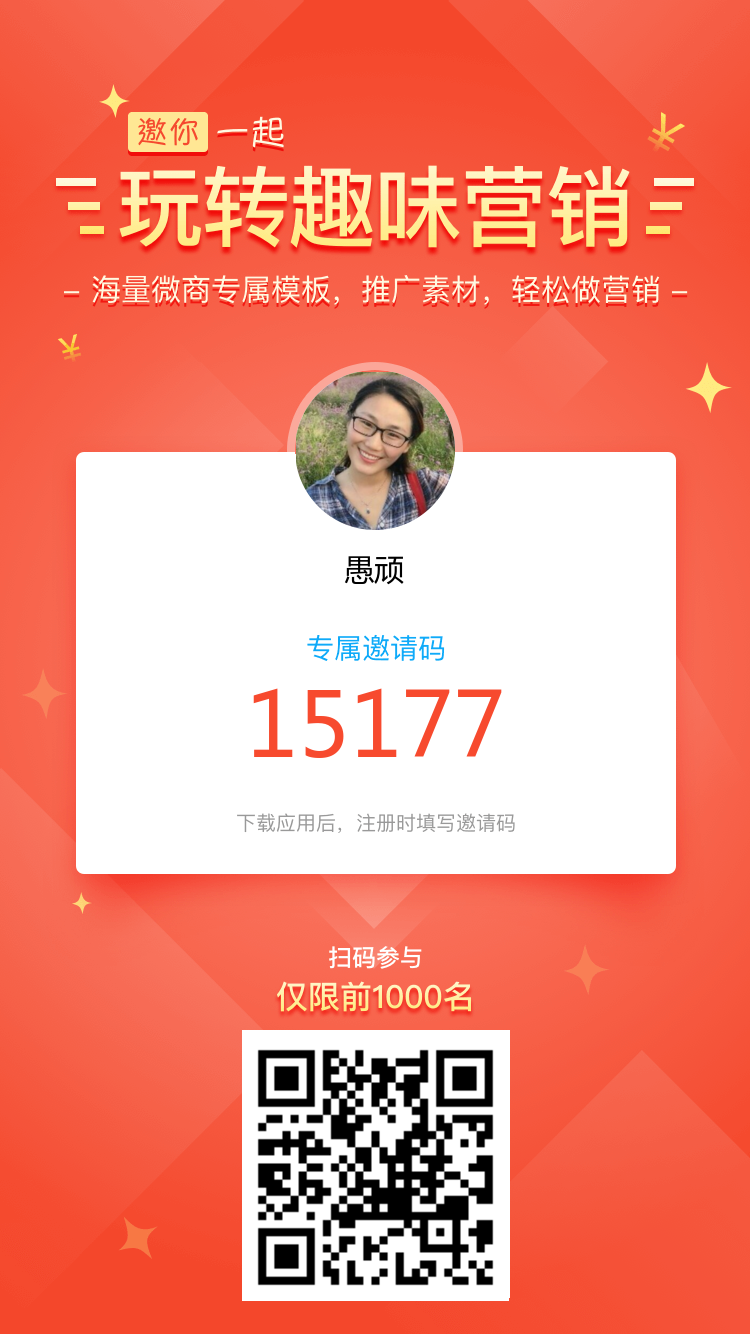 邀你一起
玩转趣味营销
– 海量微商专属模板，推广素材，轻松做营销 –
愚顽
专属邀请码
15177
下载应用后，注册时填写邀请码
扫码参与
仅限前1000名